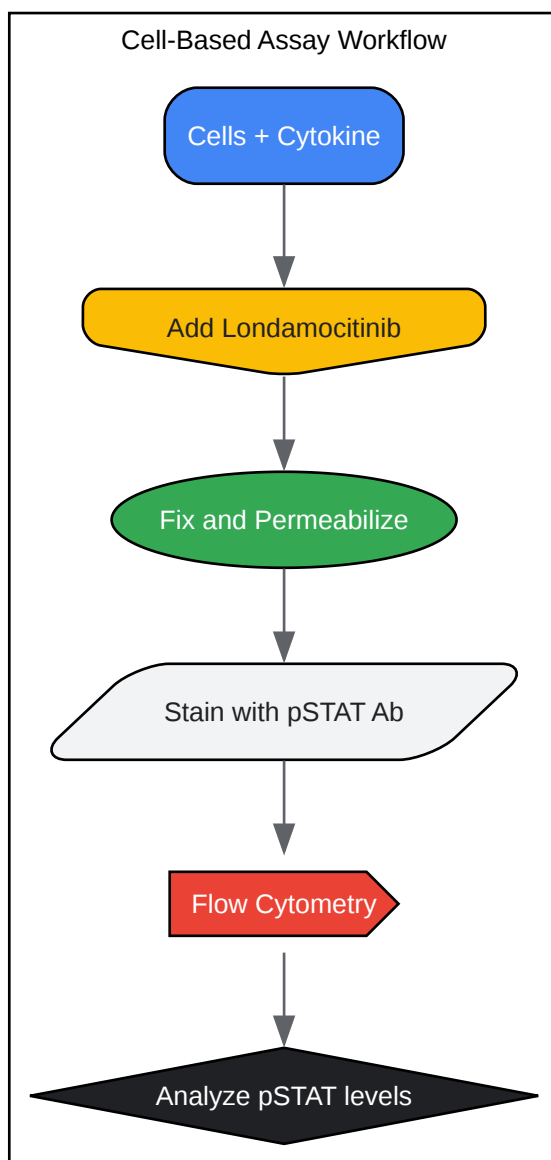 Cell-Based Assay Workflow
Cells + Cytokine
Add Londamocitinib
Fix and Permeabilize
Stain with pSTAT Ab
Flow Cytometry
Analyze pSTAT levels